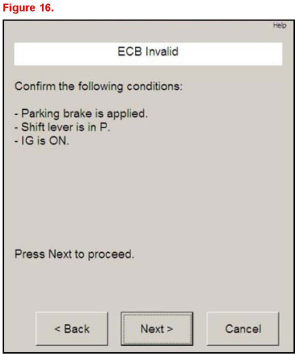 Figure 16.
Help
ECB Invalid
Confirm the following conditions:
- Parking brake is applied.
- Shift lever is in P.
- IG is ON.
Press Next to proceed.
< Back
Next >
Cancel